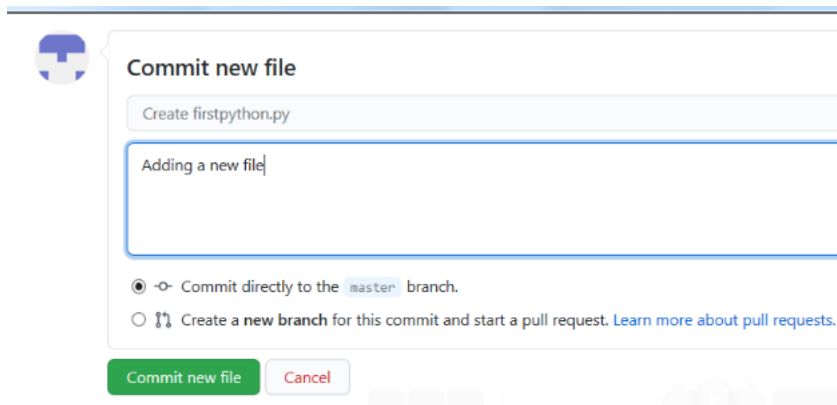 Commit new file
Create firstpython.py
Adding a new file
Commit directly to the master branch.
Create a new branch for this commit and start a pull request. Learn more about pull requests.
Commit new file Cancel